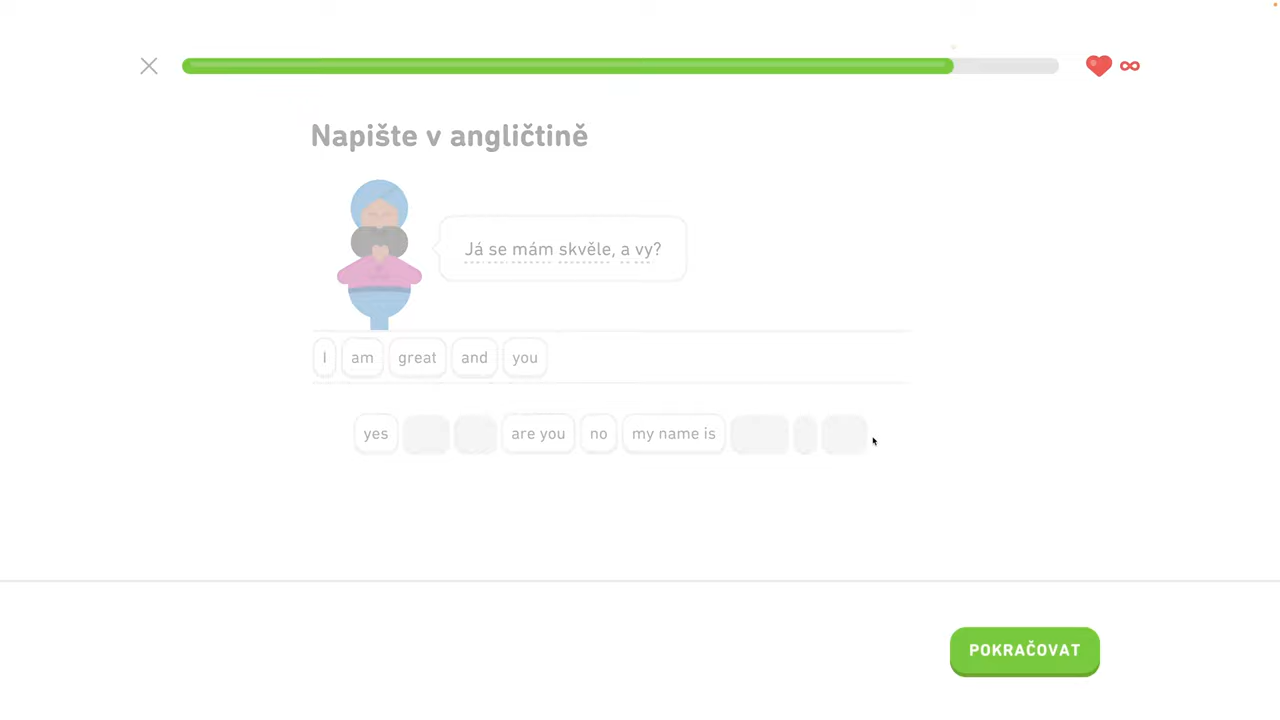 Napište v angličtině
Já se mám skvěle, a vy?
I am great and you
yes are you no my name is
POKRAČOVAT